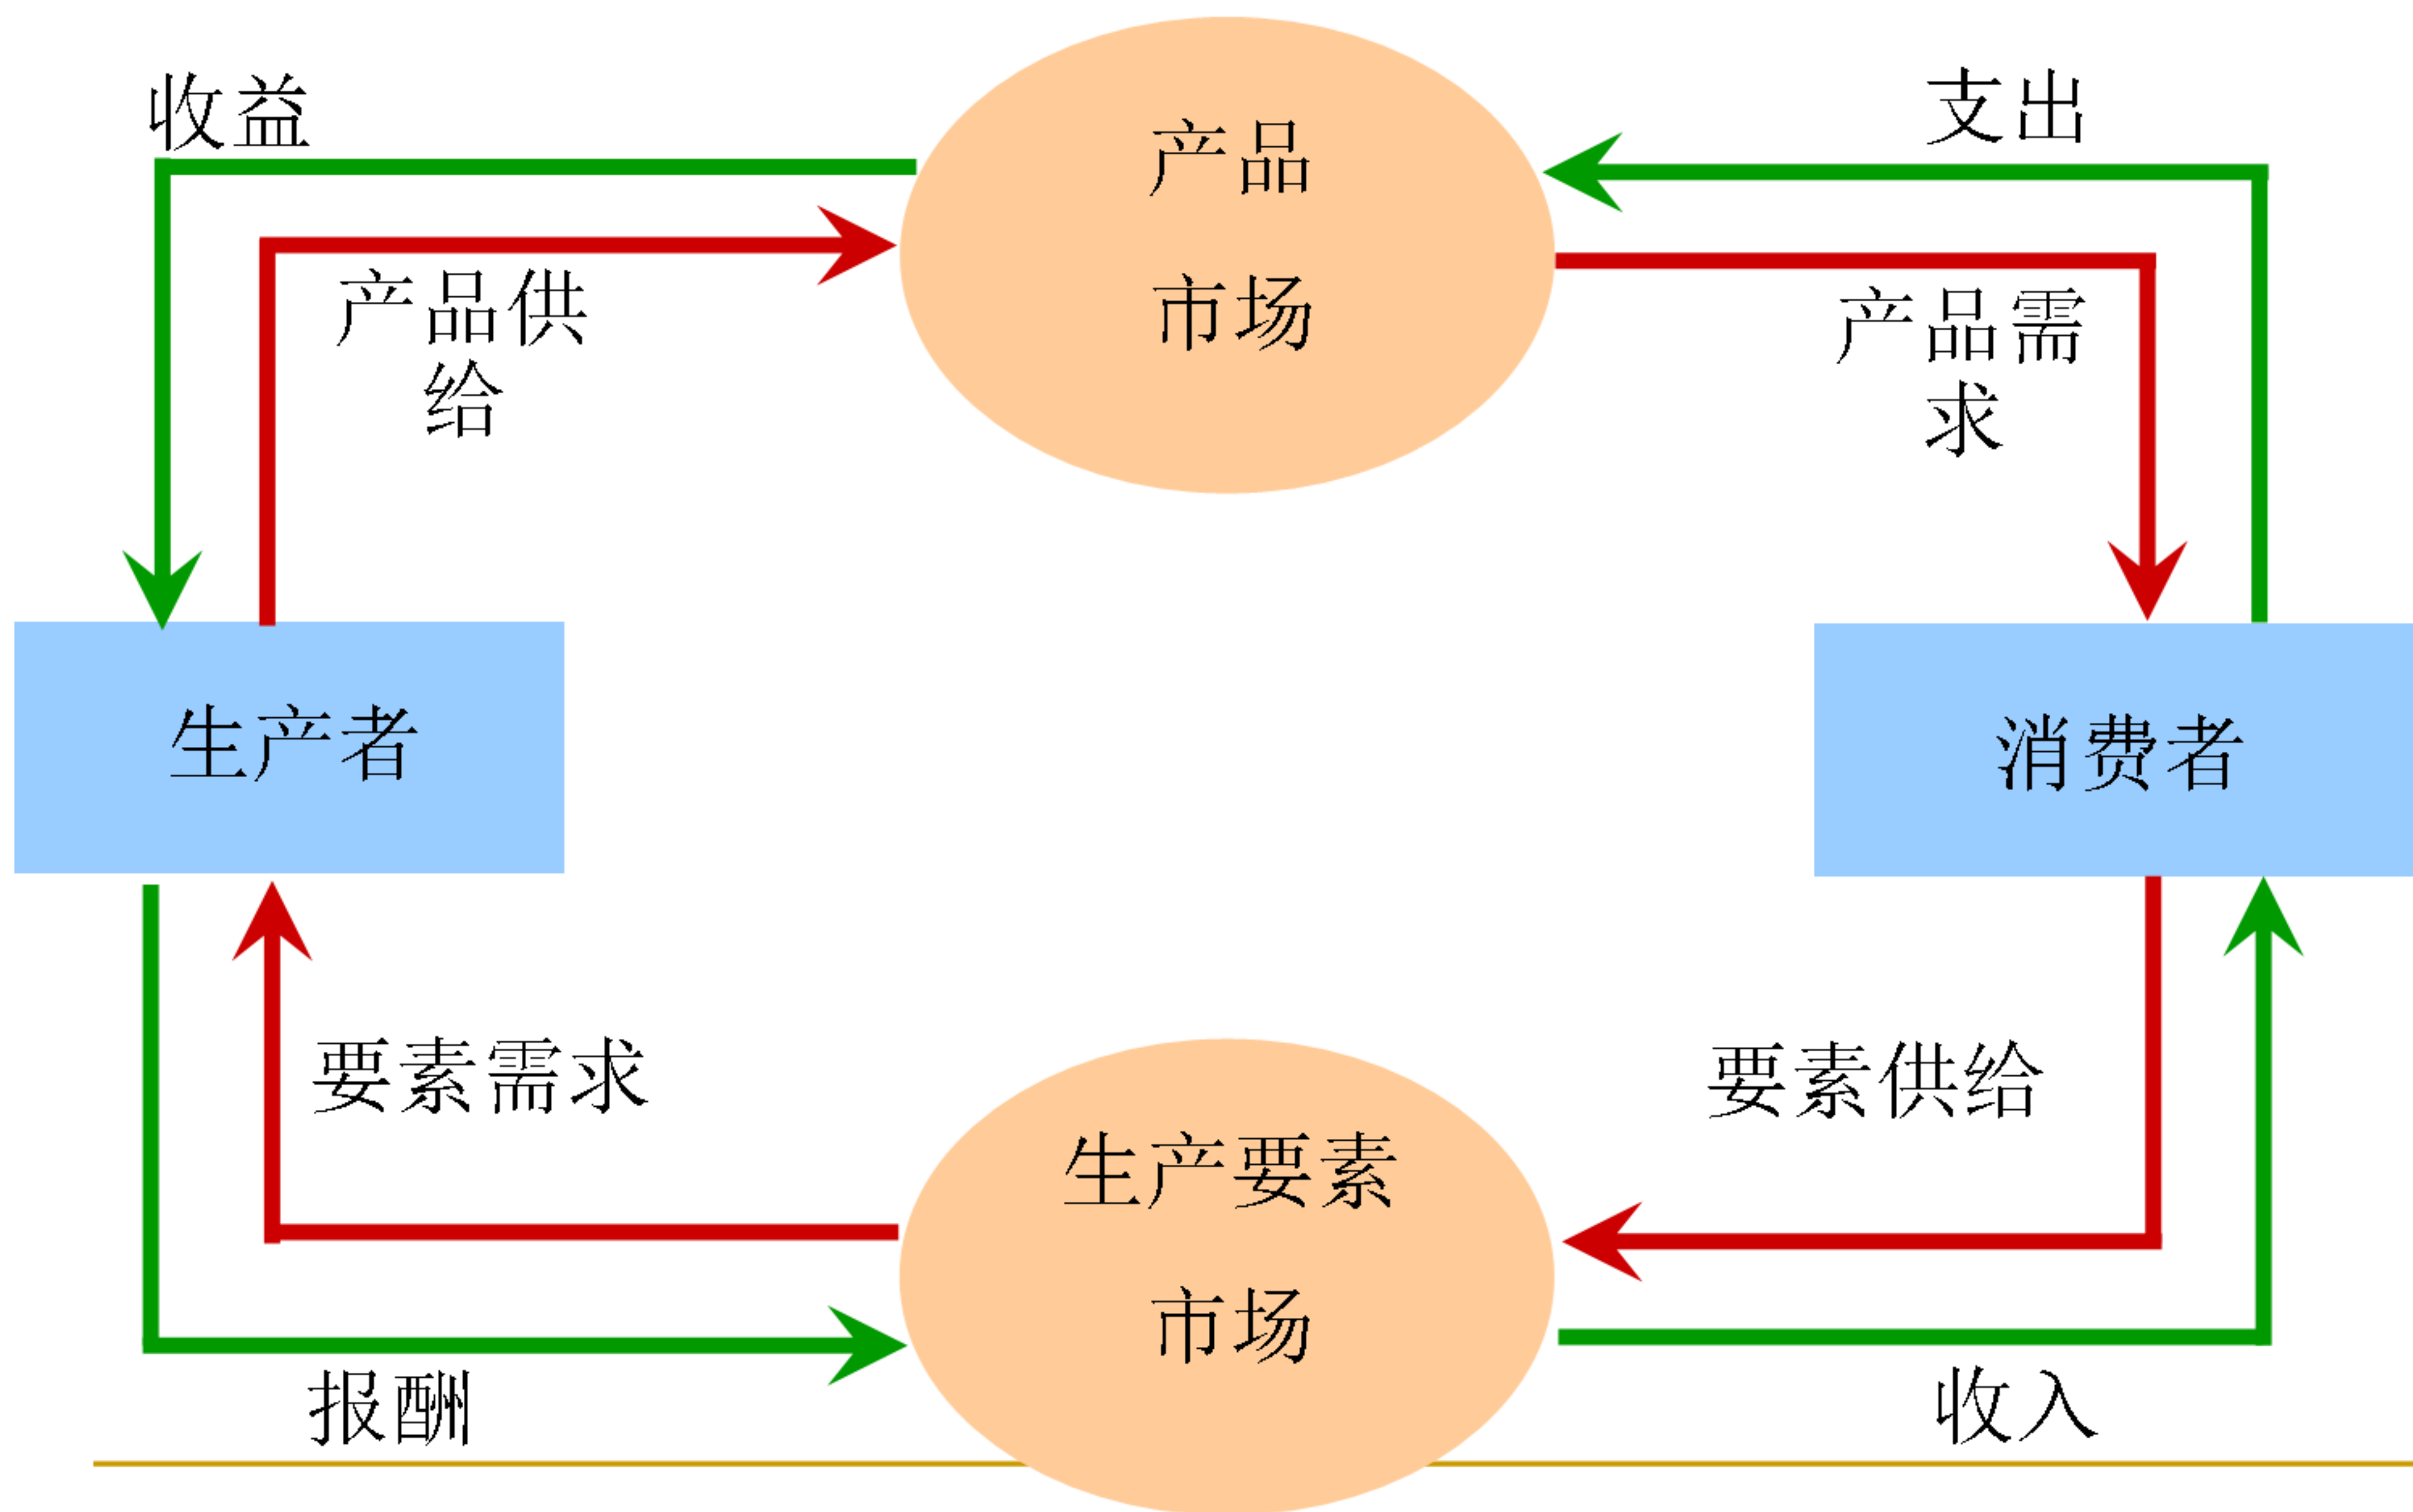 收益
支出
产品
市场
产品供
给
产品需
求
生产者
消费者
要素需求
要素供给
生产要素
市场
报酬
收入